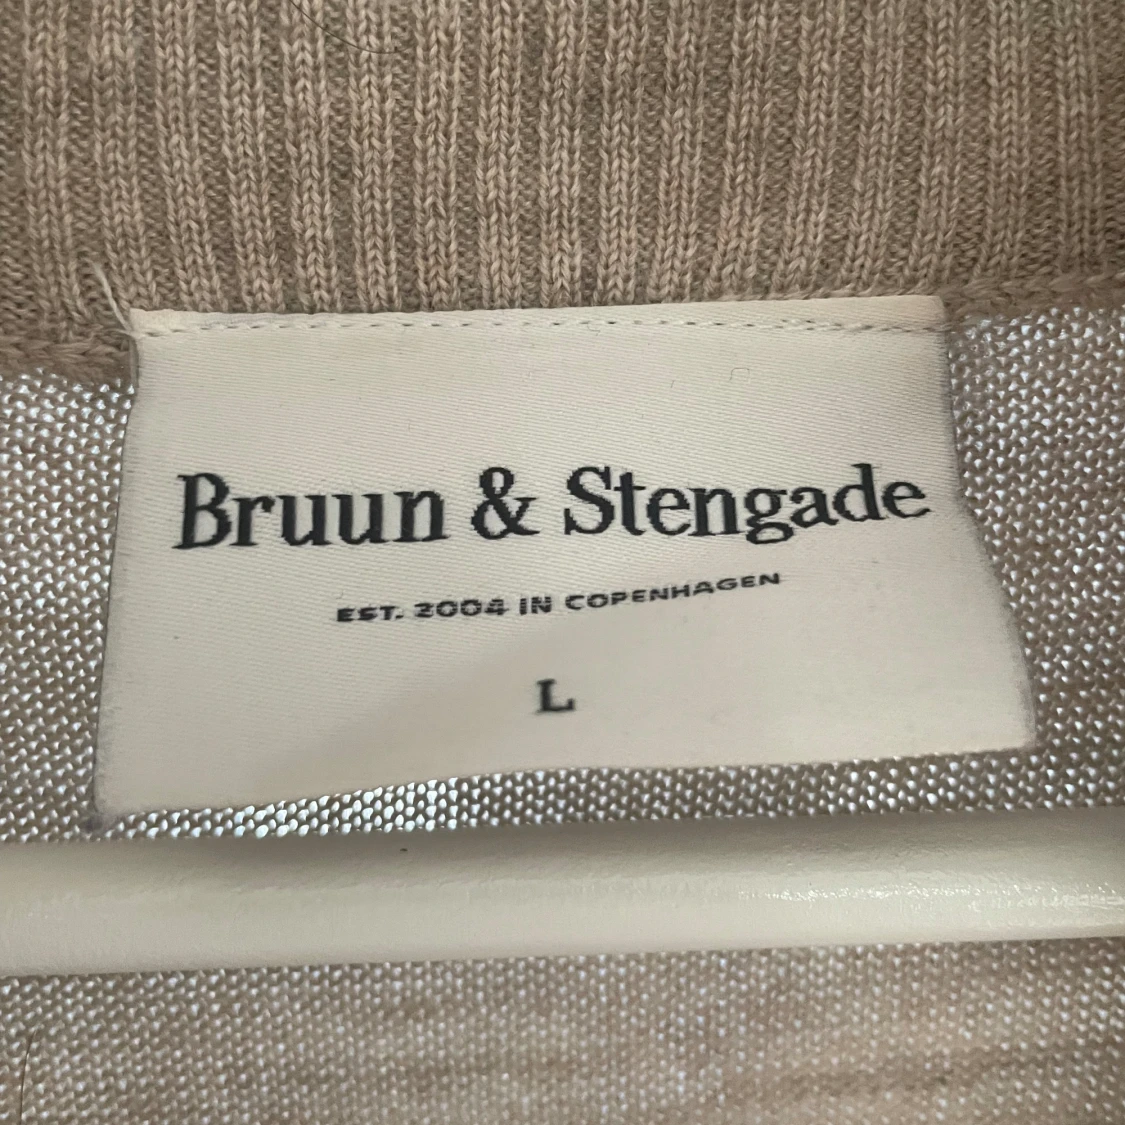 Bruun & Stengade
EST. 2004 IN COPENHAGEN
L